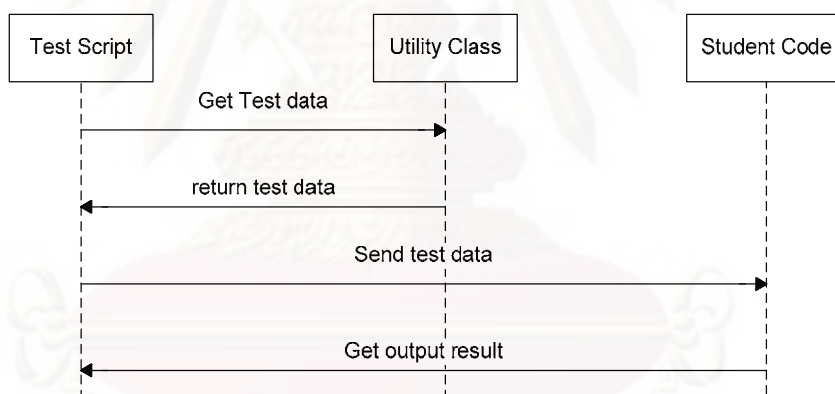 Test Script
Utility Class
Student Code
Get Test data
return test data
Send test data
Get output result